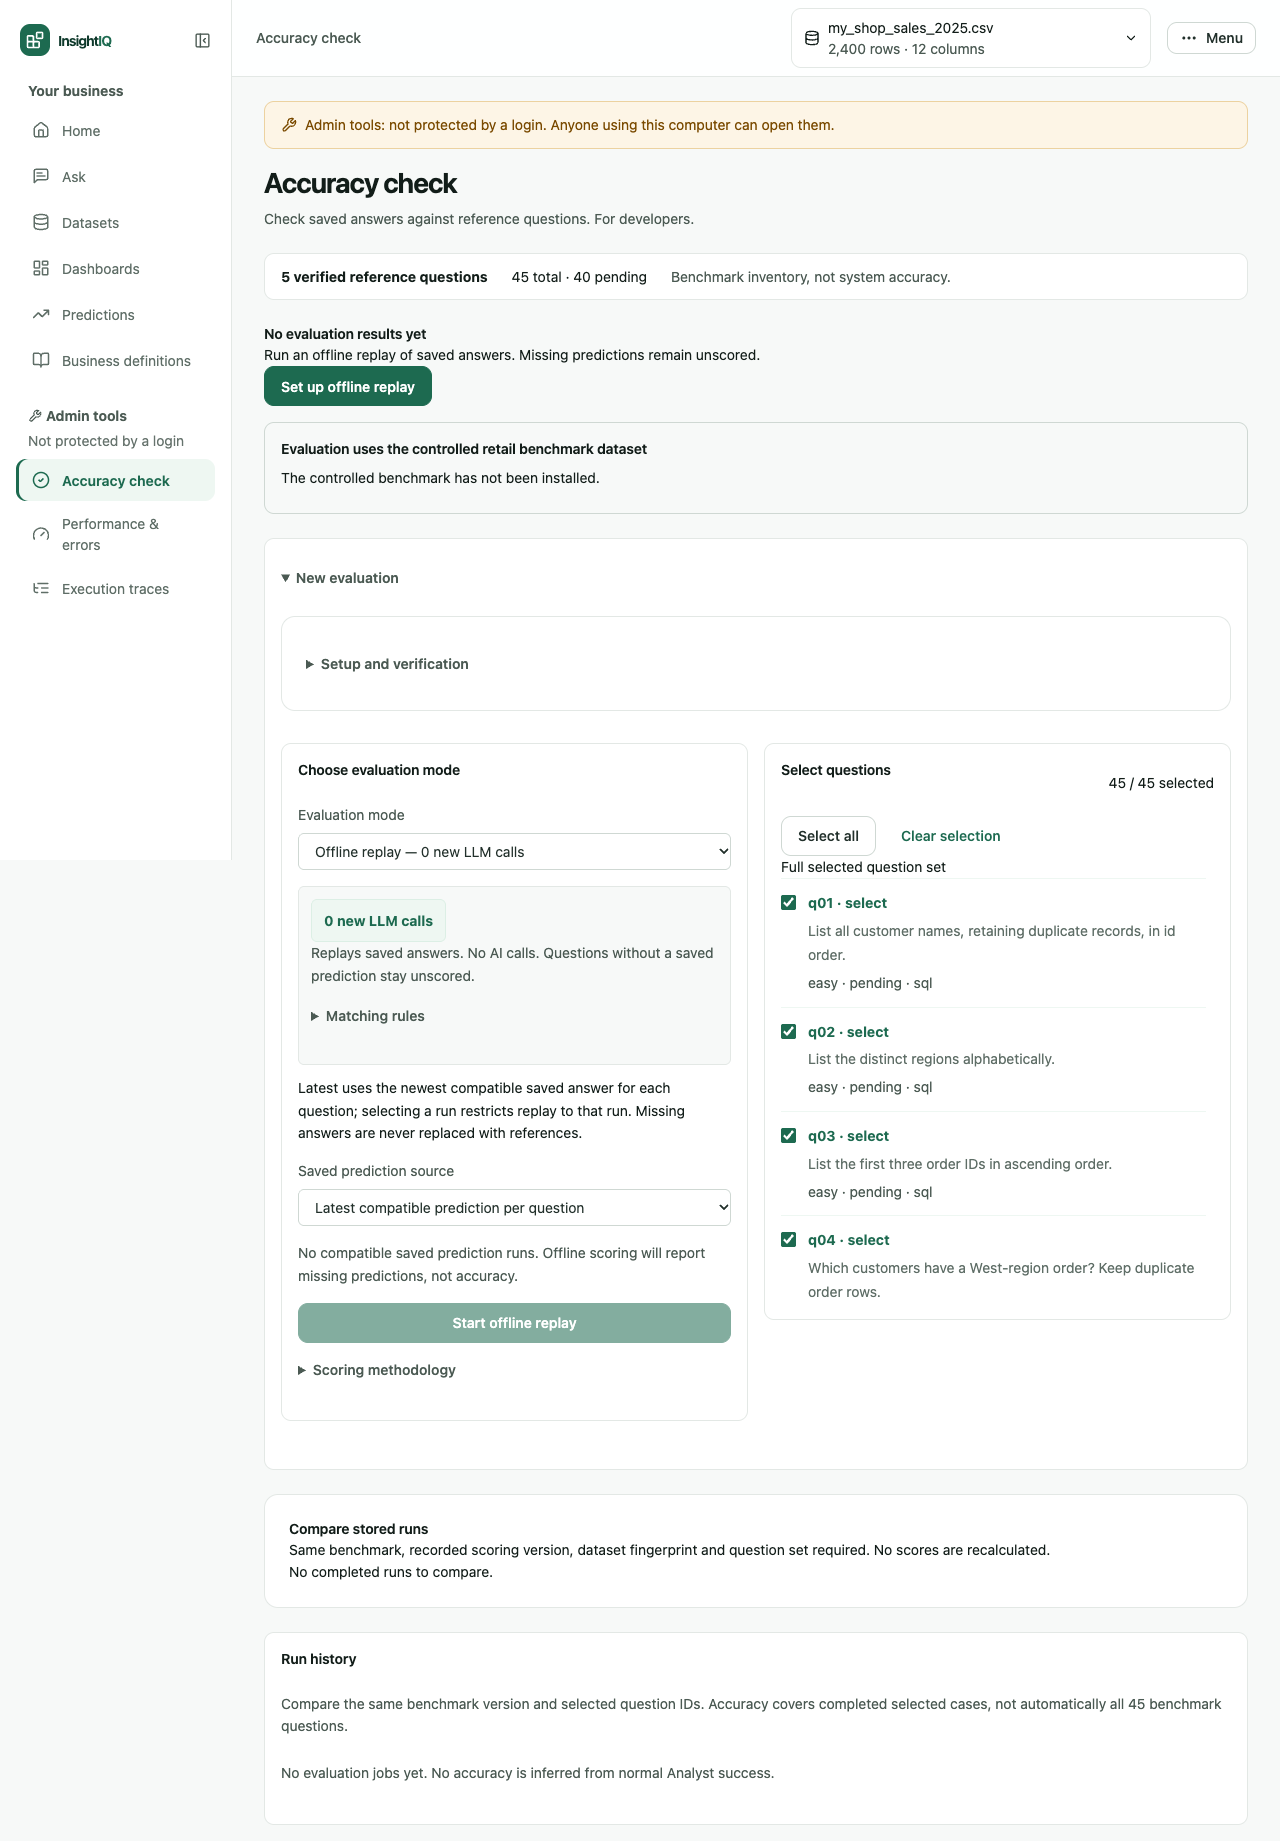 InsightIQ
Accuracy check
my_shop_sales_2025.csv
2,400 rows · 12 columns
Menu
Your business
Home
Ask
Datasets
Dashboards
Predictions
Business definitions
Admin tools
Not protected by a login
Accuracy check
Performance &
errors
Execution traces
Admin tools: not protected by a login. Anyone using this computer can open them.
Accuracy check
Check saved answers against reference questions. For developers.
5 verified reference questions 45 total · 40 pending Benchmark inventory, not system accuracy.
No evaluation results yet
Run an offline replay of saved answers. Missing predictions remain unscored.
Set up offline replay
Evaluation uses the controlled retail benchmark dataset
The controlled benchmark has not been installed.
New evaluation
Setup and verification
Choose evaluation mode
Evaluation mode
Offline replay — 0 new LLM calls
0 new LLM calls
Replays saved answers. No AI calls. Questions without a saved
prediction stay unscored.
Matching rules
Latest uses the newest compatible saved answer for each
question; selecting a run restricts replay to that run. Missing
answers are never replaced with references.
Saved prediction source
Latest compatible prediction per question
No compatible saved prediction runs. Offline scoring will report
missing predictions, not accuracy.
Start offline replay
Scoring methodology
Select questions
45 / 45 selected
Select all
Clear selection
Full selected question set
q01 · select
List all customer names, retaining duplicate records, in id
order.
easy · pending · sql
q02 · select
List the distinct regions alphabetically.
easy · pending · sql
q03 · select
List the first three order IDs in ascending order.
easy · pending · sql
q04 · select
Which customers have a West-region order? Keep duplicate
order rows.
Compare stored runs
Same benchmark, recorded scoring version, dataset fingerprint and question set required. No scores are recalculated.
No completed runs to compare.
Run history
Compare the same benchmark version and selected question IDs. Accuracy covers completed selected cases, not automatically all 45 benchmark
questions.
No evaluation jobs yet. No accuracy is inferred from normal Analyst success.